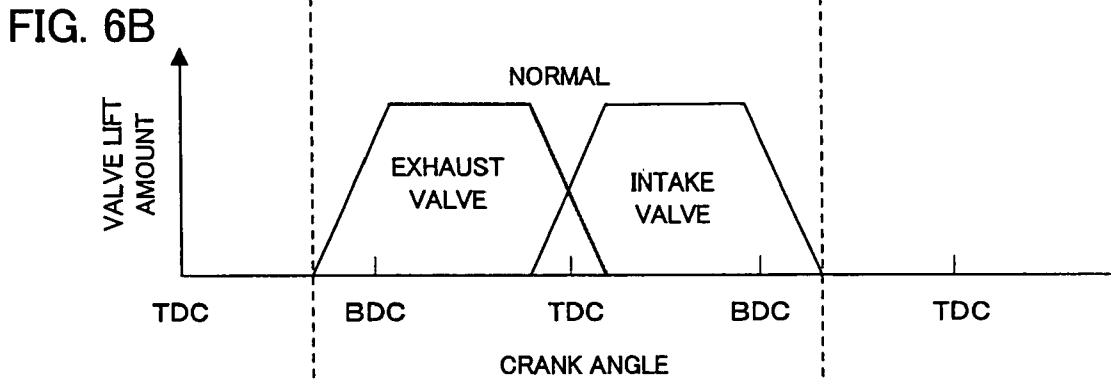 FIG. 6B
VALVE LIFT
AMOUNT
NORMAL
EXHAUST
VALVE
INTAKE
VALVE
TDC BDC TDC BDC TDC
CRANK ANGLE